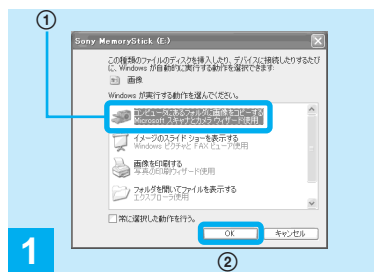 ①
Sony MemoryStick (E:)
この種類のファイルのディスクを挿入したり、デバイスに接続したりするたび
に、Windows が自動的に実行する動作を選択できます:
画像
Windows が実行する動作を選んでください。
コンピュータにあるフォルダに画像をコピーする
Microsoft スキャナとカメラ ウィザード使用
イメージのスライド ショーを表示する
Windows ピクチャと FAX ビューア使用
画像を印刷する
写真の印刷ウィザード使用
フォルダを開いてファイルを表示する
エクスプローラ使用
常に選択した動作を行う。
OK
キャンセル
1
②